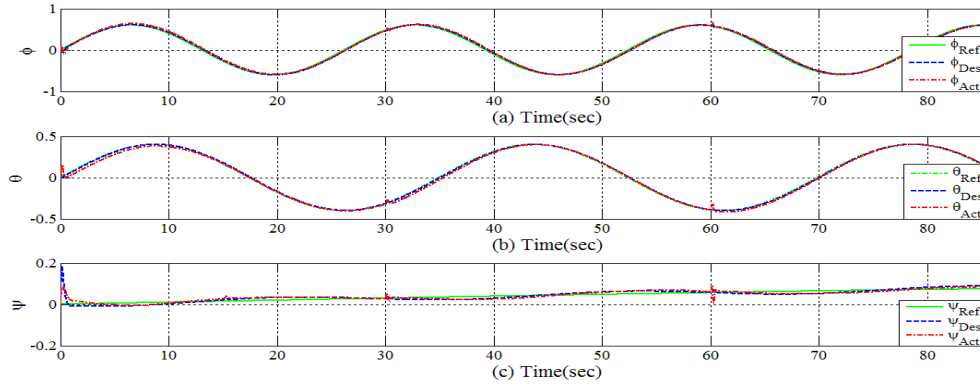 1
0
1
ϕ
ϕRef
ϕDes
ϕAct
0 10 20 30 40 50 60 70 80
(a) Time(sec)
0.5
0
-0.5
θ
θRef
θDes
θAct
0 10 20 30 40 50 60 70 80
(b) Time(sec)
0.2
0
-0.2
ψ
ψRef
ψDes
ψAct
0 10 20 30 40 50 60 70 80
(c) Time(sec)